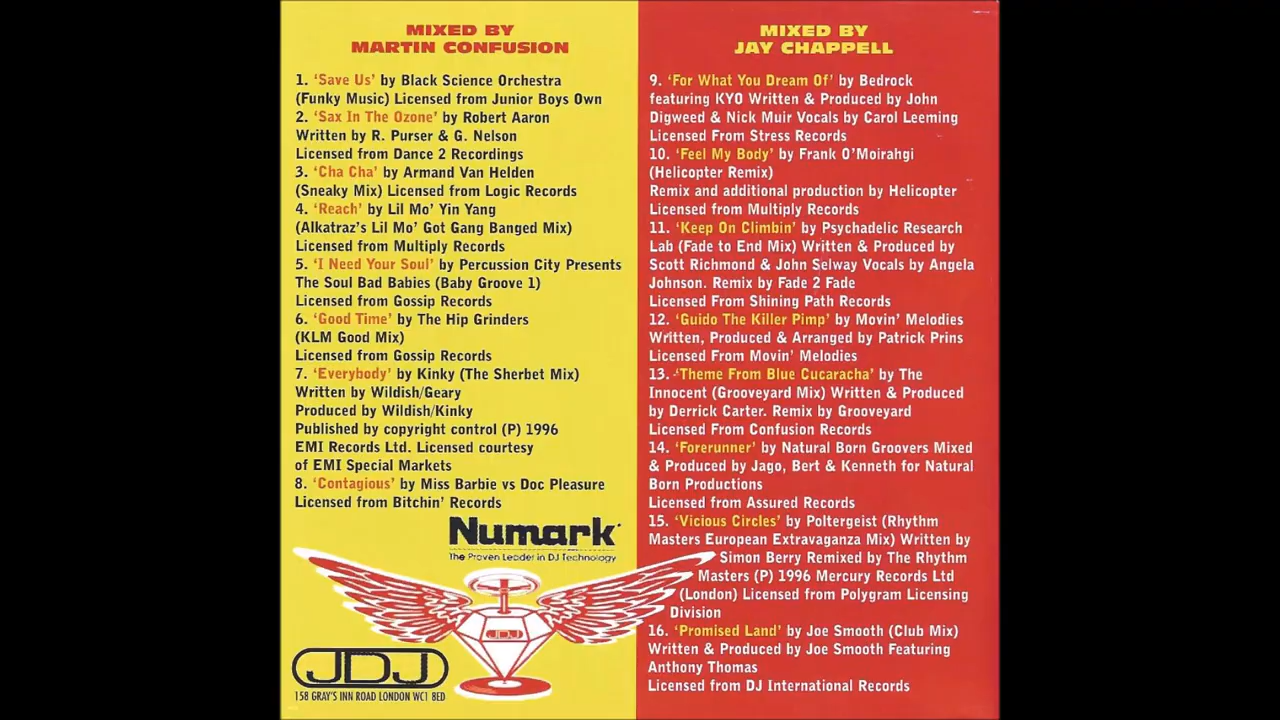 MIXED BY
MARTIN CONFUSION
1. ‘Save Us’ by Black Science Orchestra
(Funky Music) Licensed from Junior Boys Own
2. ‘Sax In The Ozone’ by Robert Aaron
Written by R. Purser & G. Nelson
Licensed from Dance 2 Recordings
3. ‘Cha Cha’ by Armand Van Helden
(Sneaky Mix) Licensed from Logic Records
4. ‘Reach’ by Lil Mo’ Yin Yang
(Alkatraz’s Lil Mo’ Got Gang Banged Mix)
Licensed from Multiply Records
5. ‘I Need Your Soul’ by Percussion City Presents
The Soul Bad Babies (Baby Groove 1)
Licensed from Gossip Records
6. ‘Good Time’ by The Hip Grinders
(KLM Good Mix)
Licensed from Gossip Records
7. ‘Everybody’ by Kinky (The Sherbet Mix)
Written by Wildish/Geary
Produced by Wildish/Kinky
Published by copyright control (P) 1996
EMI Records Ltd. Licensed courtesy
of EMI Special Markets
8. ‘Contagious’ by Miss Barbie vs Doc Pleasure
Licensed from Bitchin’ Records
Numark
The Proven Leader in DJ Technology
JDJ
JDJ
158 GRAY’S INN ROAD LONDON WC1 8ED
MIXED BY
JAY CHAPPELL
9. ‘For What You Dream Of’ by Bedrock
featuring KYO Written & Produced by John
Digweed & Nick Muir Vocals by Carol Leeming
Licensed From Stress Records
10. ‘Feel My Body’ by Frank O’Moirahgi
(Helicopter Remix)
Remix and additional production by Helicopter
Licensed from Multiply Records
11. ‘Keep On Climbin’ by Psychadelic Research
Lab (Fade to End Mix) Written & Produced by
Scott Richmond & John Selway Vocals by Angela
Johnson. Remix by Fade 2 Fade
Licensed From Shining Path Records
12. ‘Guido The Killer Pimp’ by Movin’ Melodies
Written, Produced & Arranged by Patrick Prins
Licensed From Movin’ Melodies
13. ‘Theme From Blue Cucaracha’ by The
Innocent (Grooveyard Mix) Written & Produced
by Derrick Carter. Remix by Grooveyard
Licensed From Confusion Records
14. ‘Forerunner’ by Natural Born Groovers Mixed
& Produced by Jago, Bert & Kenneth for Natural
Born Productions
Licensed from Assured Records
15. ‘Vicious Circles’ by Poltergeist (Rhythm
Masters European Extravaganza Mix) Written by
Simon Berry Remixed by The Rhythm
Masters (P) 1996 Mercury Records Ltd
(London) Licensed from Polygram Licensing
Division
16. ‘Promised Land’ by Joe Smooth (Club Mix)
Written & Produced by Joe Smooth Featuring
Anthony Thomas
Licensed from DJ International Records